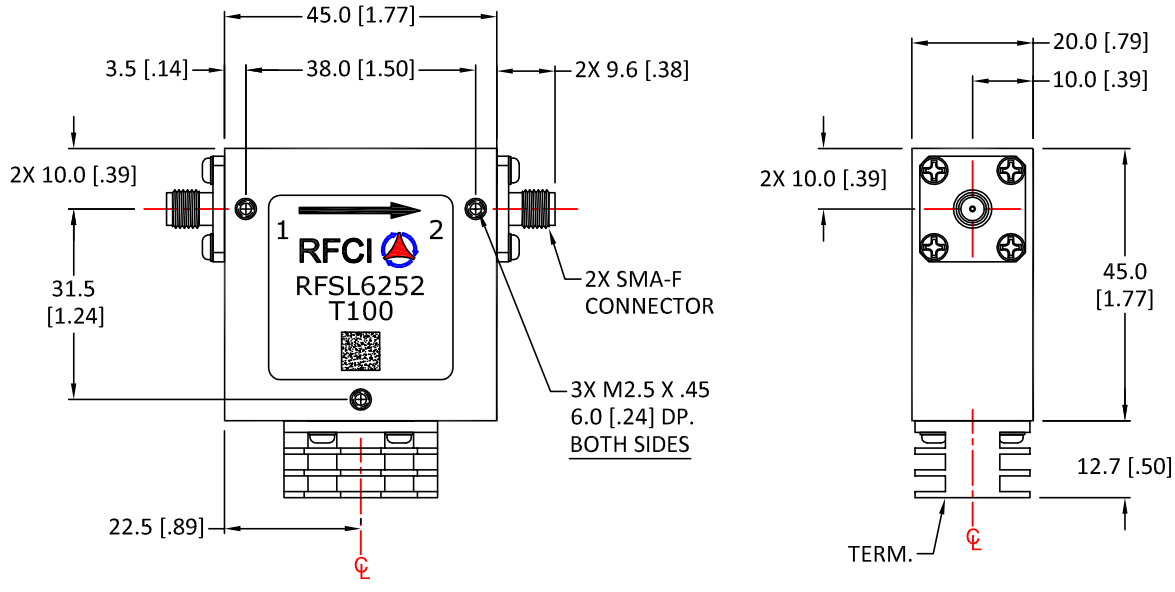 45.0 [1.77]
3.5 [.14]
38.0 [1.50]
2X 9.6 [.38]
2X 10.0 [.39]
31.5
[1.24]
1
2
RFCI
RFSL6252
T100
2X SMA-F
CONNECTOR
3X M2.5 X .45
6.0 [.24] DP.
BOTH SIDES
22.5 [.89]
℄
20.0 [.79]
10.0 [.39]
2X 10.0 [.39]
45.0
[1.77]
12.7 [.50]
TERM.
℄